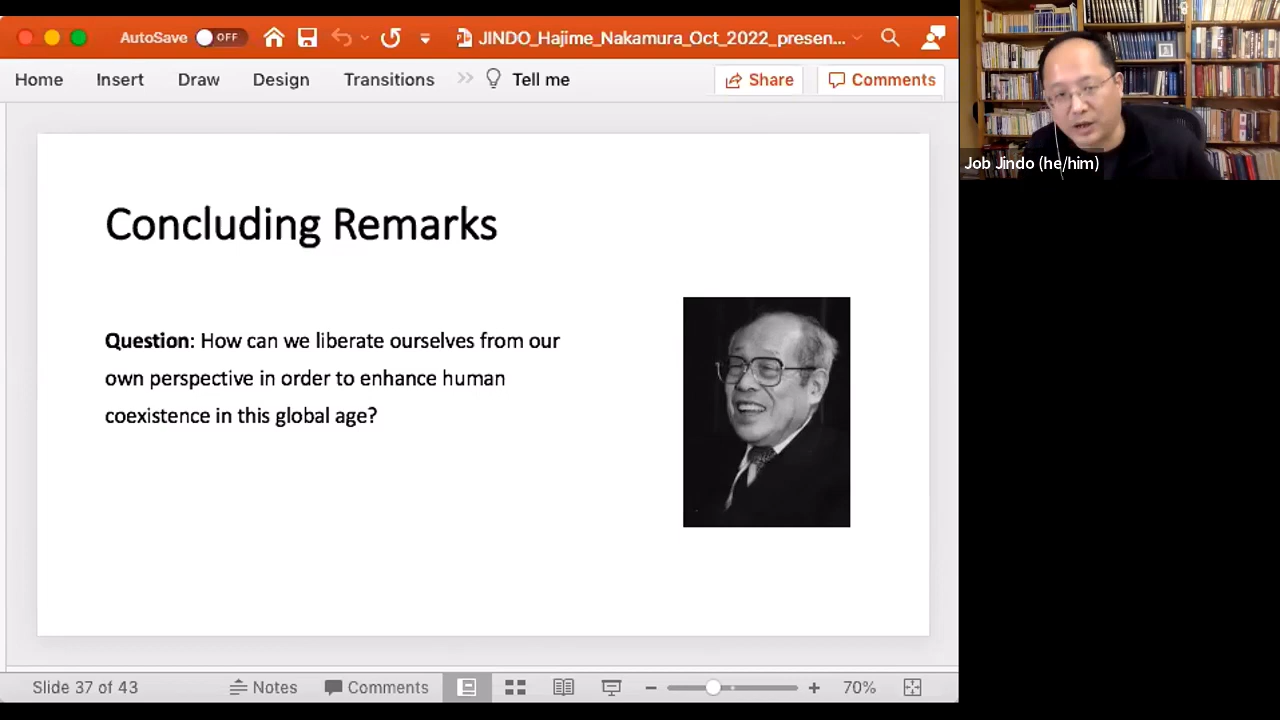 AutoSave OFF JINDO_Hajime_Nakamura_Oct_2022_presen...
Home Insert Draw Design Transitions Tell me Share Comments
Job Jindo (he/him)
Concluding Remarks
Question: How can we liberate ourselves from our
own perspective in order to enhance human
coexistence in this global age?
Slide 37 of 43 Notes Comments 70%